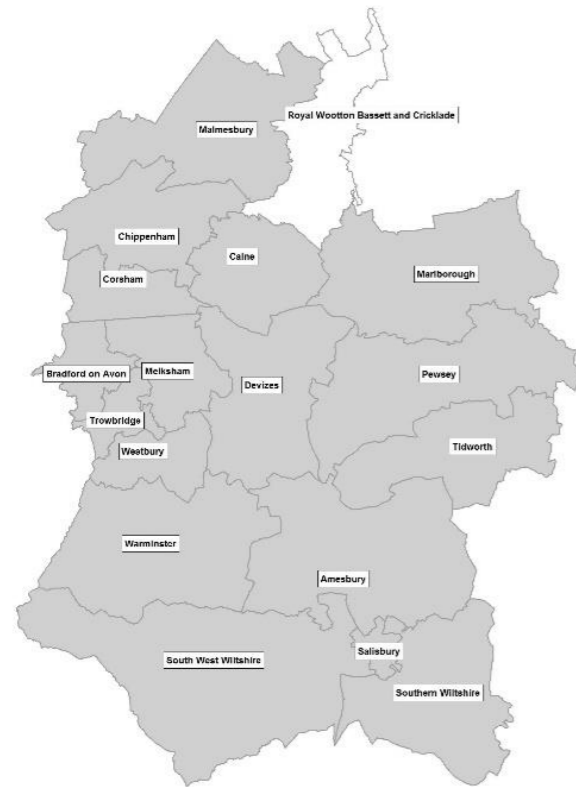 Royal Wootton Bassett and Cricklade
Malmesbury
Chippenham
Calne
Corsham
Marlborough
Bradford on Avon
Melksham
Pewsey
Devizes
Trowbridge
Tidworth
Westbury
Warminster
Amesbury
Salisbury
South West Wiltshire
Southern Wiltshire